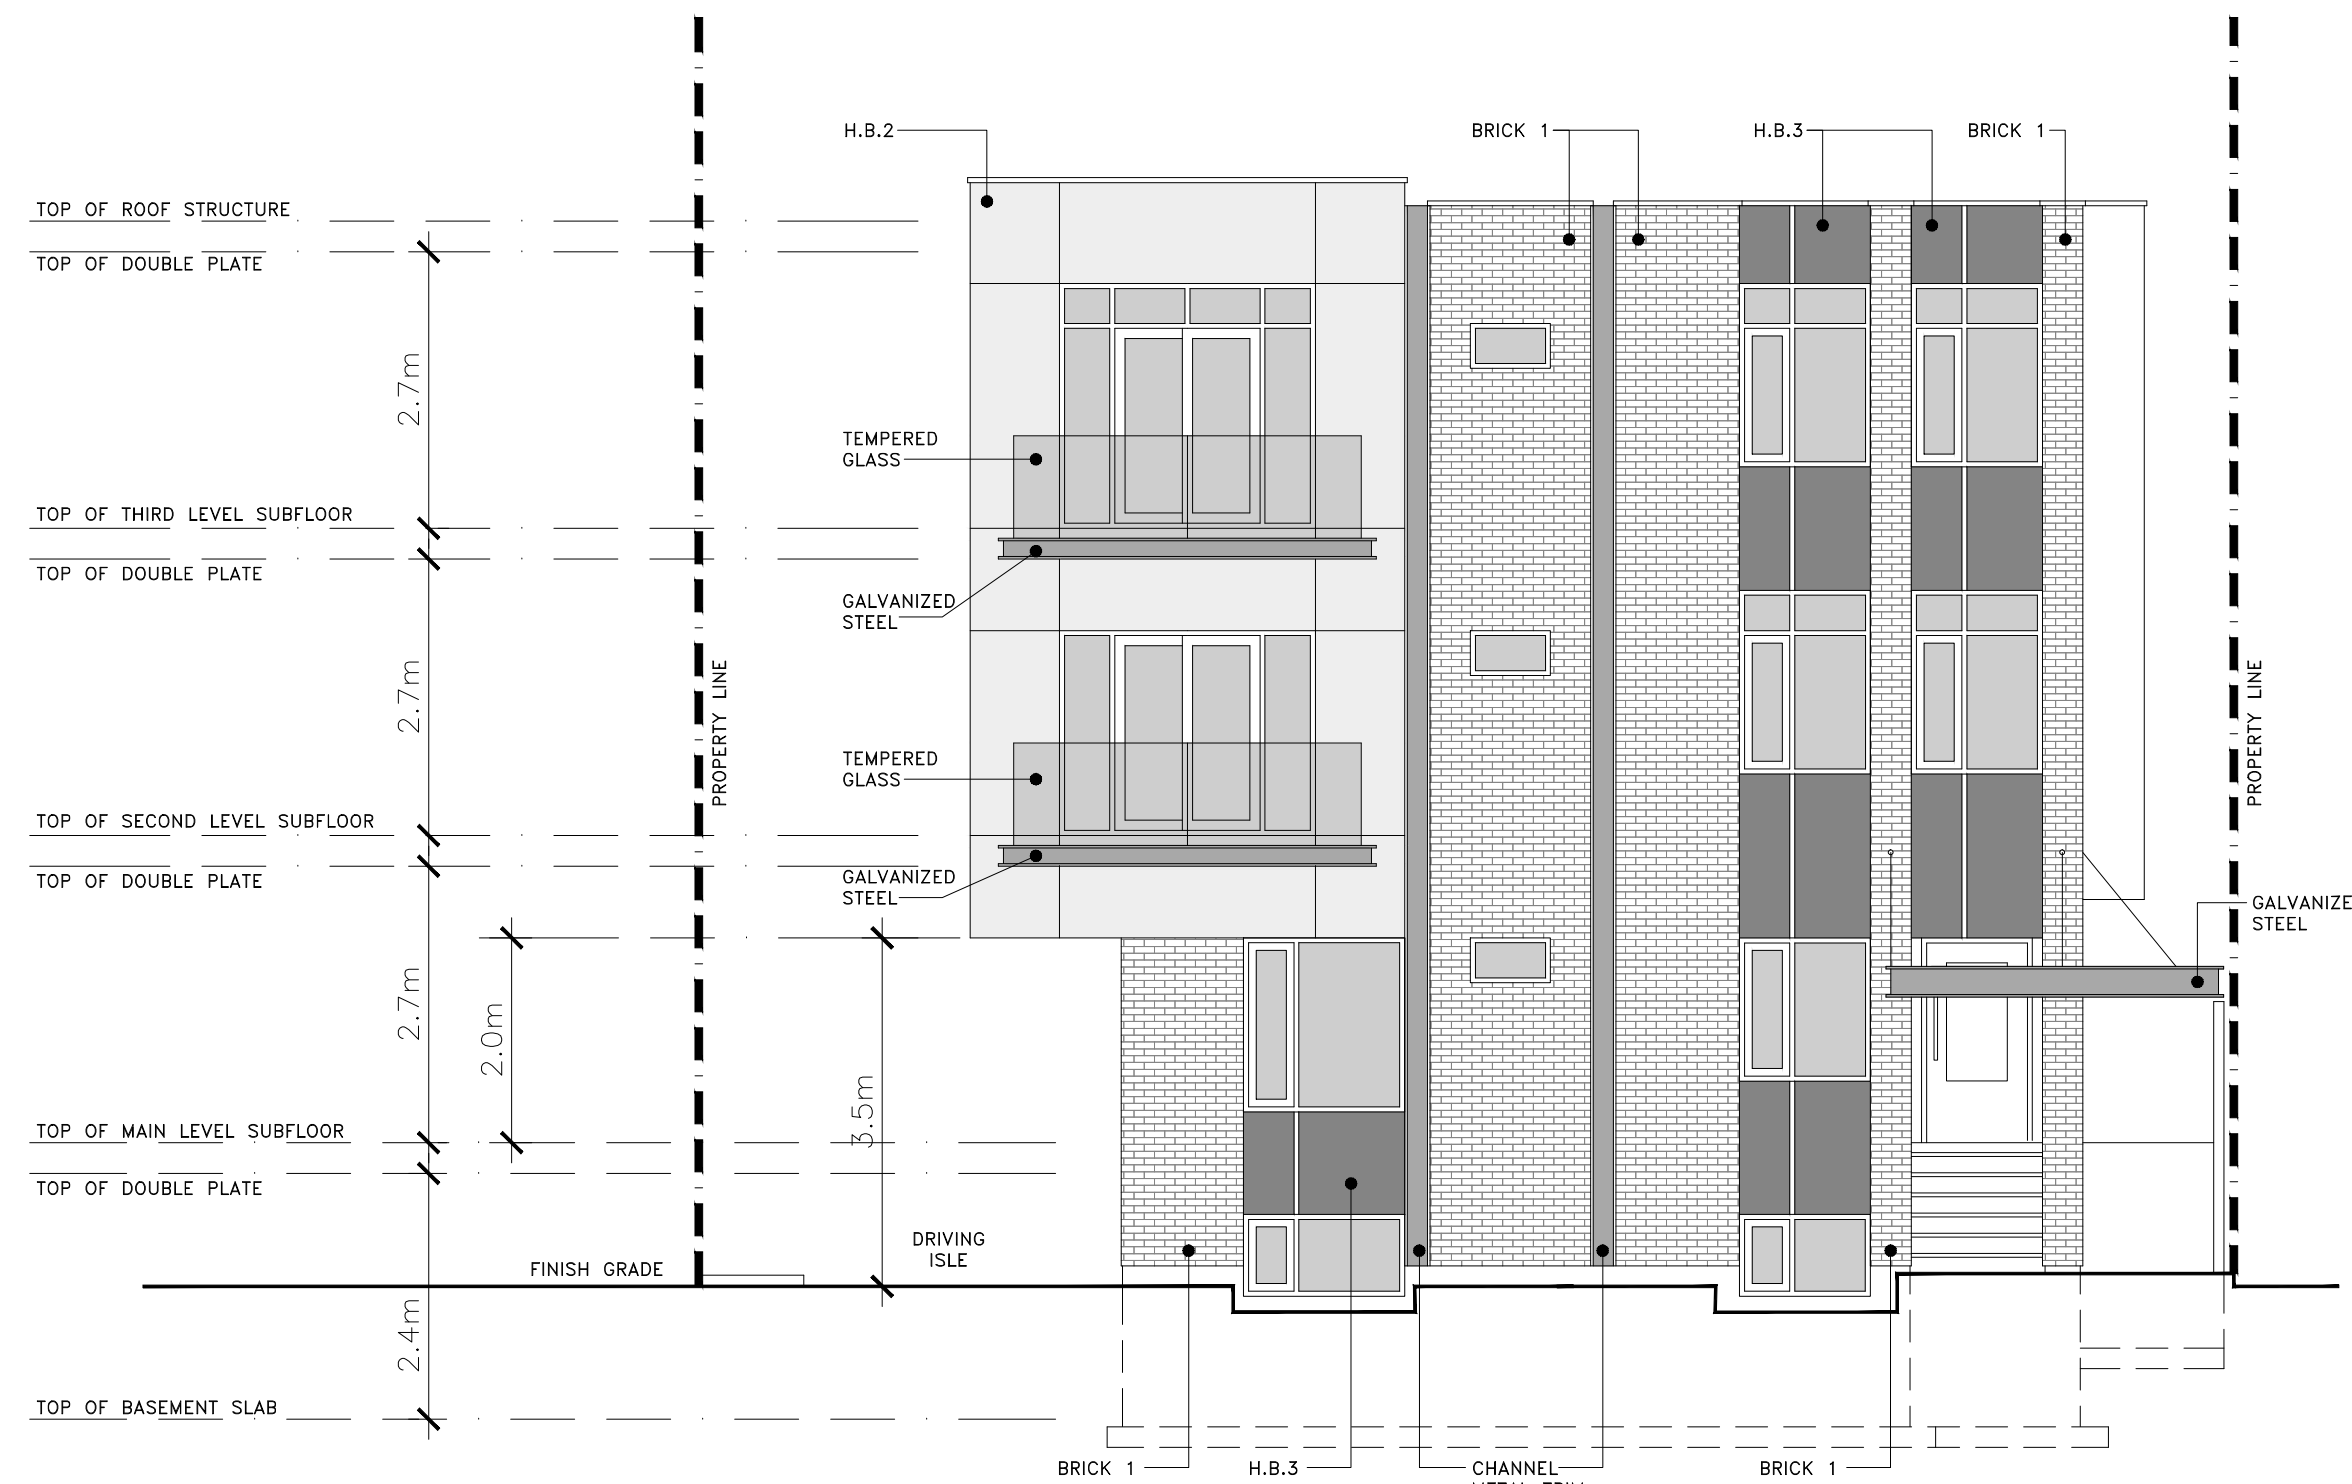 H.B.2
BRICK 1
H.B.3
BRICK 1
TOP OF ROOF STRUCTURE
TOP OF DOUBLE PLATE
2.7m
TEMPERED
GLASS
TOP OF THIRD LEVEL SUBFLOOR
TOP OF DOUBLE PLATE
GALVANIZED
STEEL
2.7m
PROPERTY LINE
PROPERTY LINE
TEMPERED
GLASS
TOP OF SECOND LEVEL SUBFLOOR
TOP OF DOUBLE PLATE
GALVANIZED
STEEL
GALVANIZE
STEEL
2.7m
2.0m
3.5m
TOP OF MAIN LEVEL SUBFLOOR
TOP OF DOUBLE PLATE
DRIVING
ISLE
FINISH GRADE
2.4m
TOP OF BASEMENT SLAB
BRICK 1
H.B.3
CHANNEL
METAL TRIM
BRICK 1